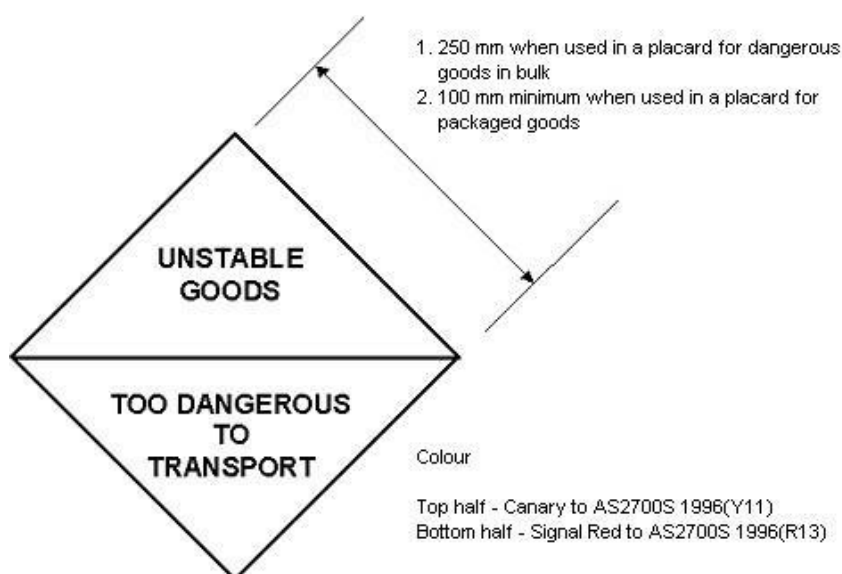 1. 250 mm when used in a placard for dangerous
goods in bulk
2. 100 mm minimum when used in a placard for
packaged goods
UNSTABLE
GOODS
TOO DANGEROUS
TO
TRANSPORT
Colour
Top half - Canary to AS2700S 1996(Y11)
Bottom half - Signal Red to AS2700S 1996(R13)